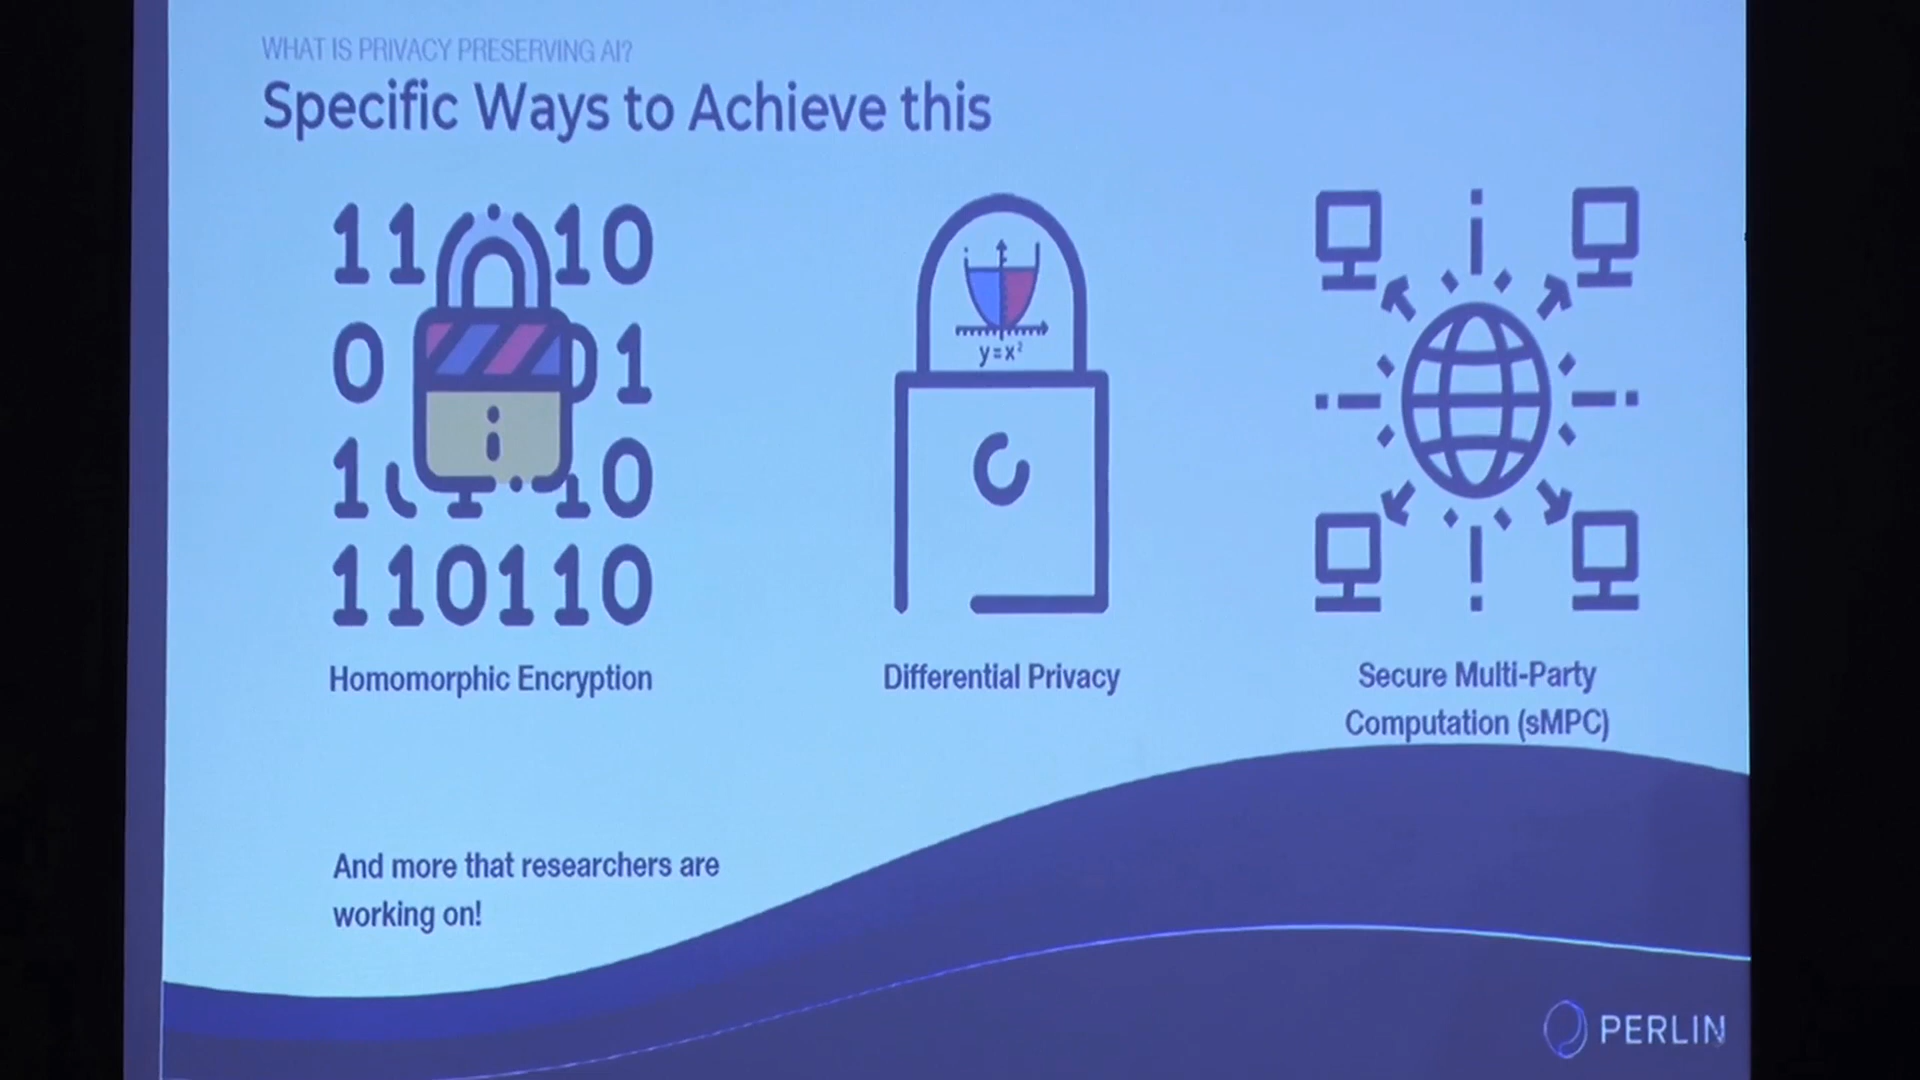 WHAT IS PRIVACY PRESERVING AI?
Specific Ways to Achieve this
11 10
0 1
1 10
110110
y=x²
Homomorphic Encryption
Differential Privacy
Secure Multi-Party
Computation (sMPC)
And more that researchers are
working on!
PERLIN